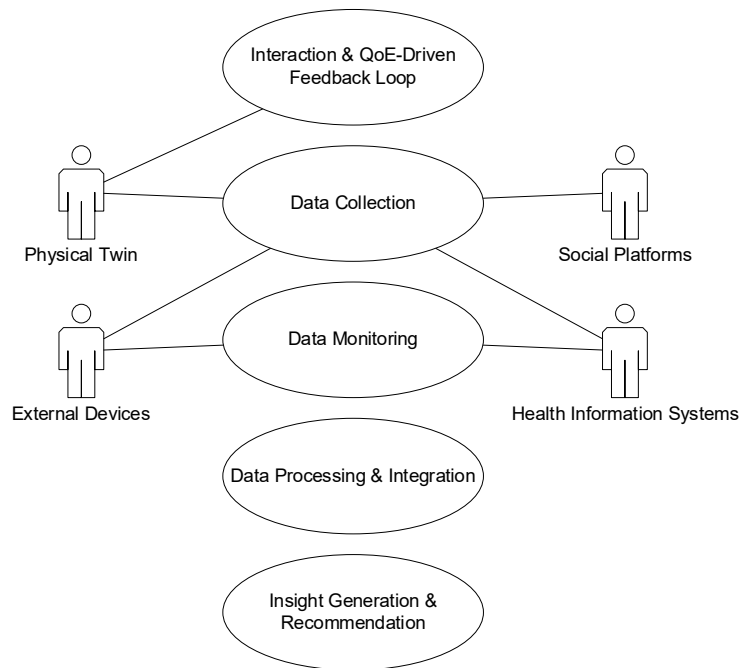 Interaction & QoE-Driven
Feedback Loop
Data Collection
Physical Twin
Social Platforms
Data Monitoring
External Devices
Health Information Systems
Data Processing & Integration
Insight Generation &
Recommendation